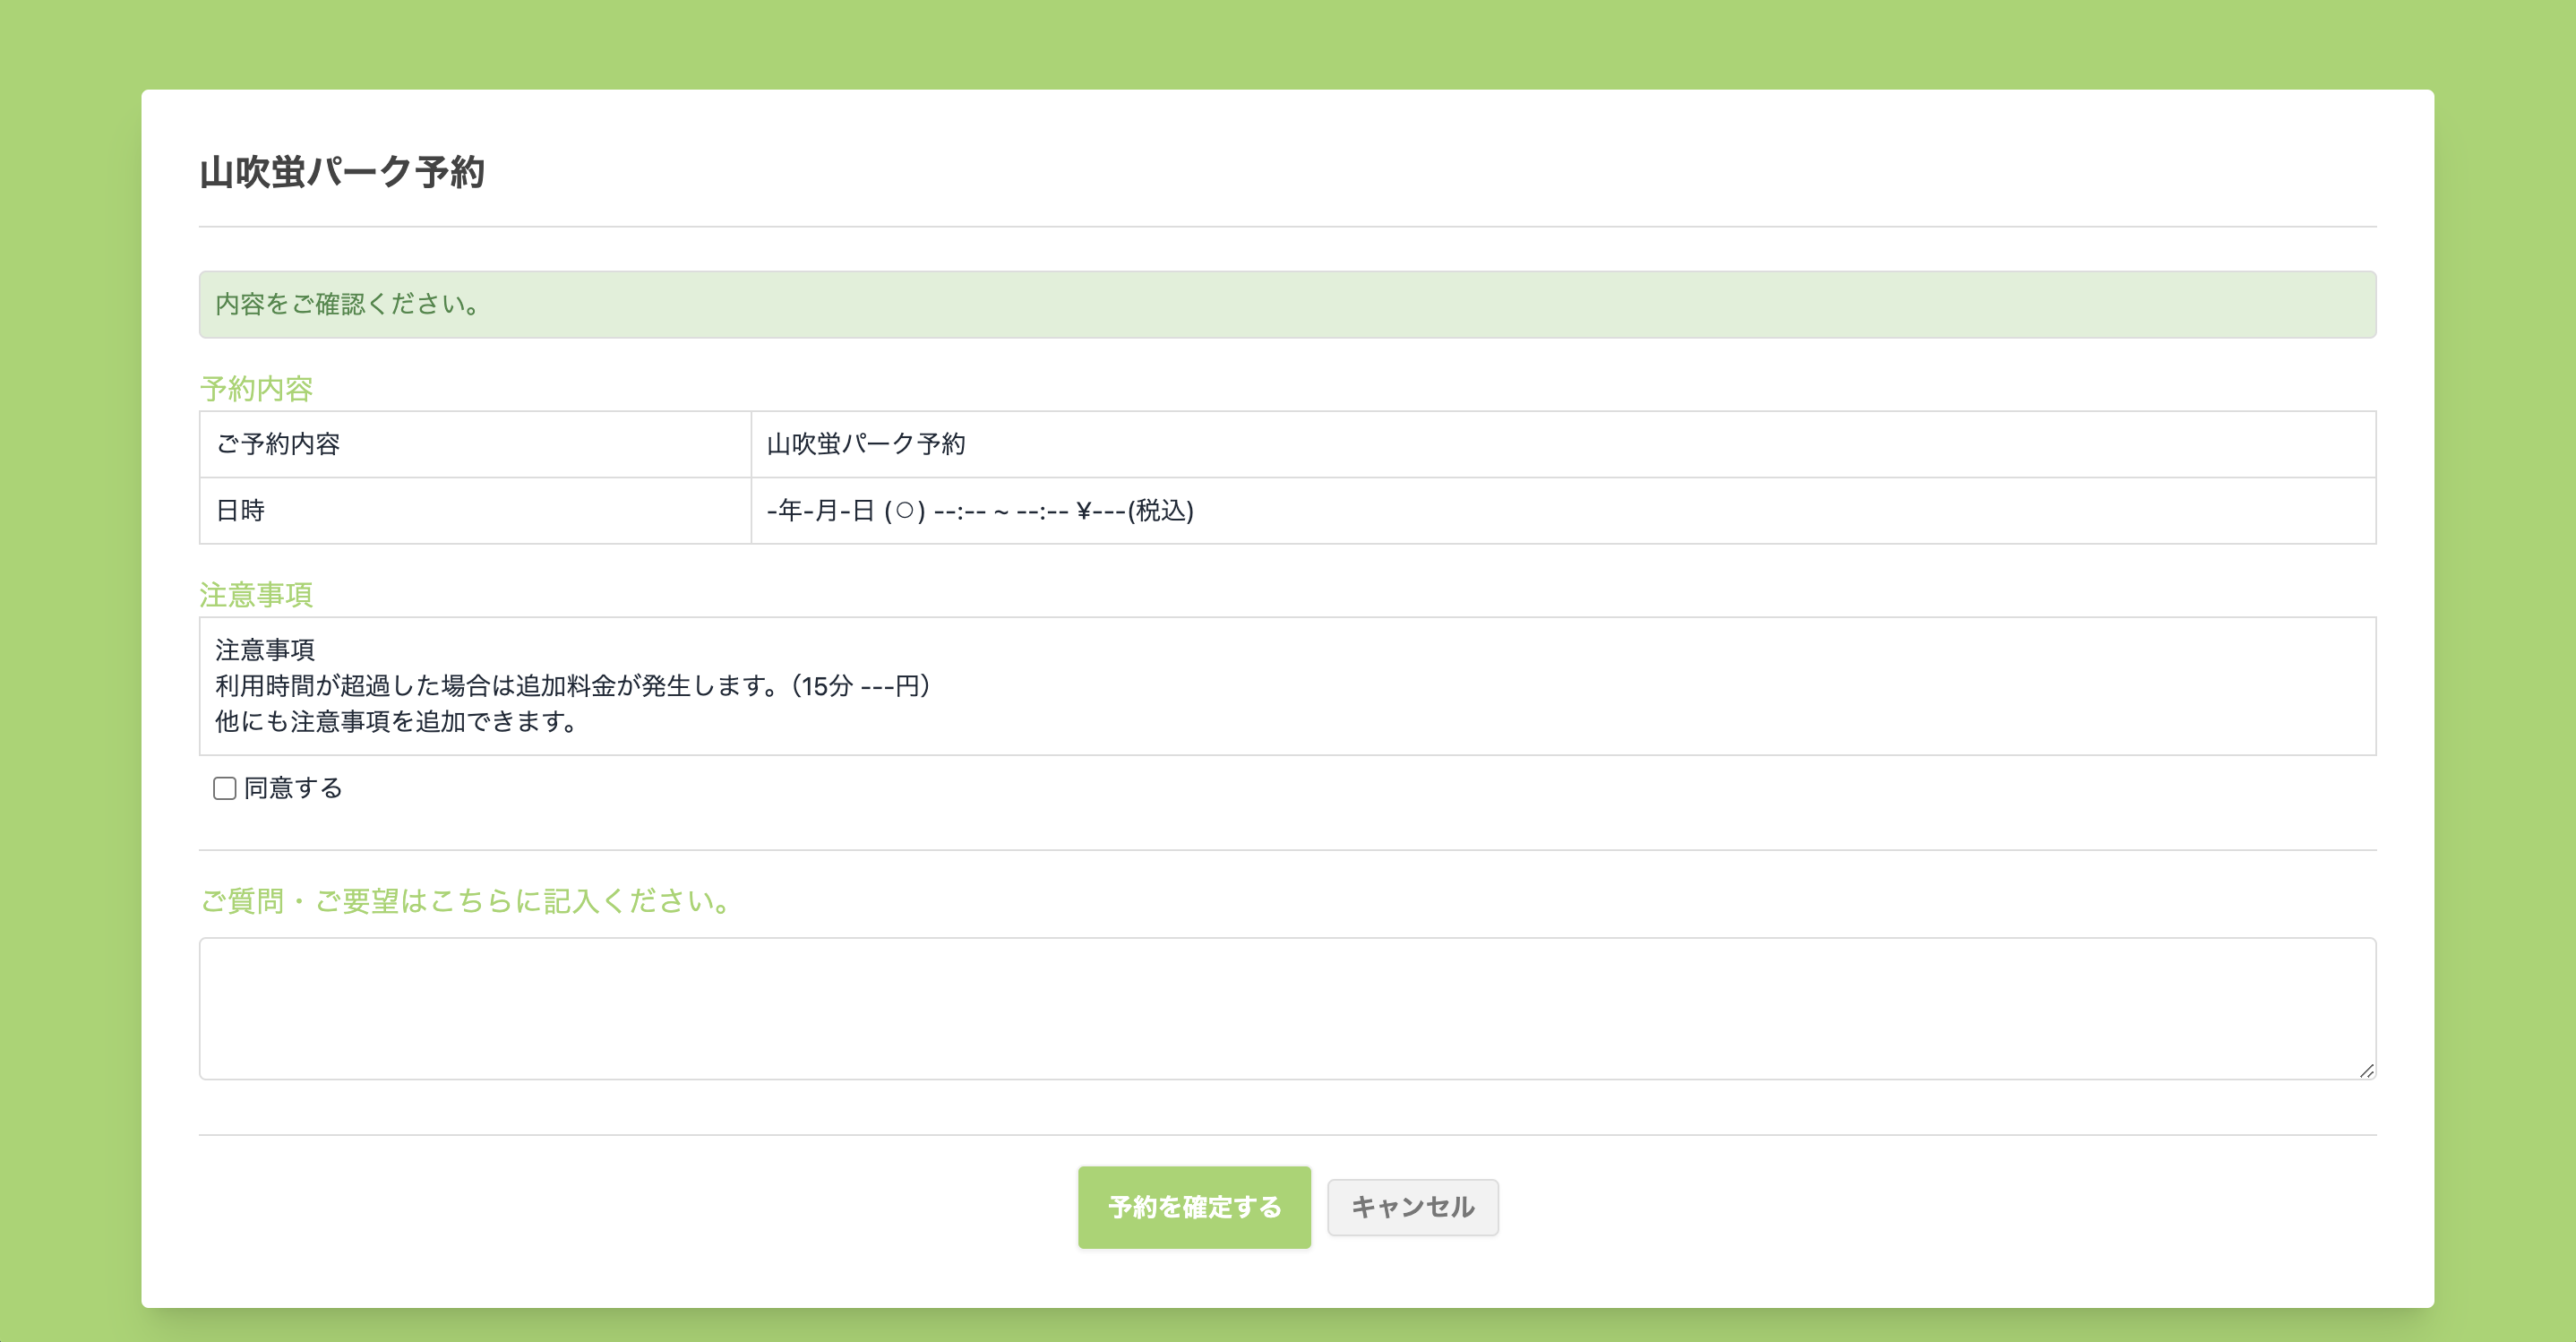 山吹蛍パーク予約
内容をご確認ください。
予約内容
ご予約内容 山吹蛍パーク予約
日時 -年-月-日 (○) --:-- ~ --:-- ¥---(税込)
注意事項
注意事項
利用時間が超過した場合は追加料金が発生します。（15分 ---円）
他にも注意事項を追加できます。
同意する
ご質問・ご要望はこちらに記入ください。
予約を確定する キャンセル